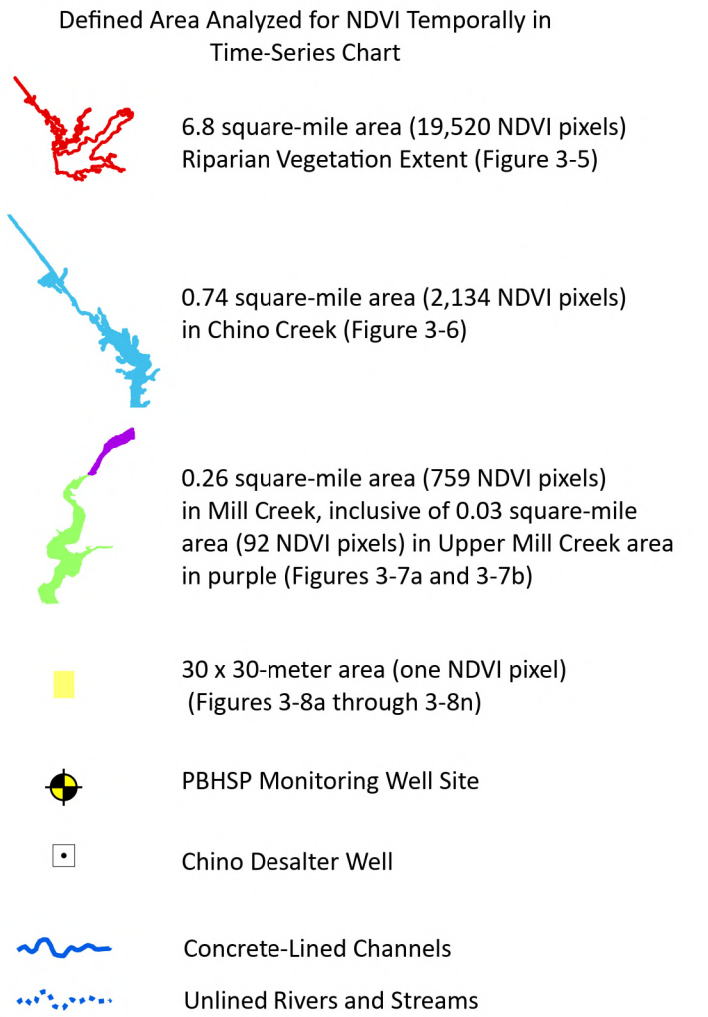 Defined Area Analyzed for NDVI Temporally in
Time-Series Chart
6.8 square-mile area (19,520 NDVI pixels)
Riparian Vegetation Extent (Figure 3-5)
0.74 square-mile area (2,134 NDVI pixels)
in Chino Creek (Figure 3-6)
0.26 square-mile area (759 NDVI pixels)
in Mill Creek, inclusive of 0.03 square-mile
area (92 NDVI pixels) in Upper Mill Creek area
in purple (Figures 3-7a and 3-7b)
30 x 30-meter area (one NDVI pixel)
(Figures 3-8a through 3-8n)
PBHSP Monitoring Well Site
Chino Desalter Well
Concrete-Lined Channels
Unlined Rivers and Streams